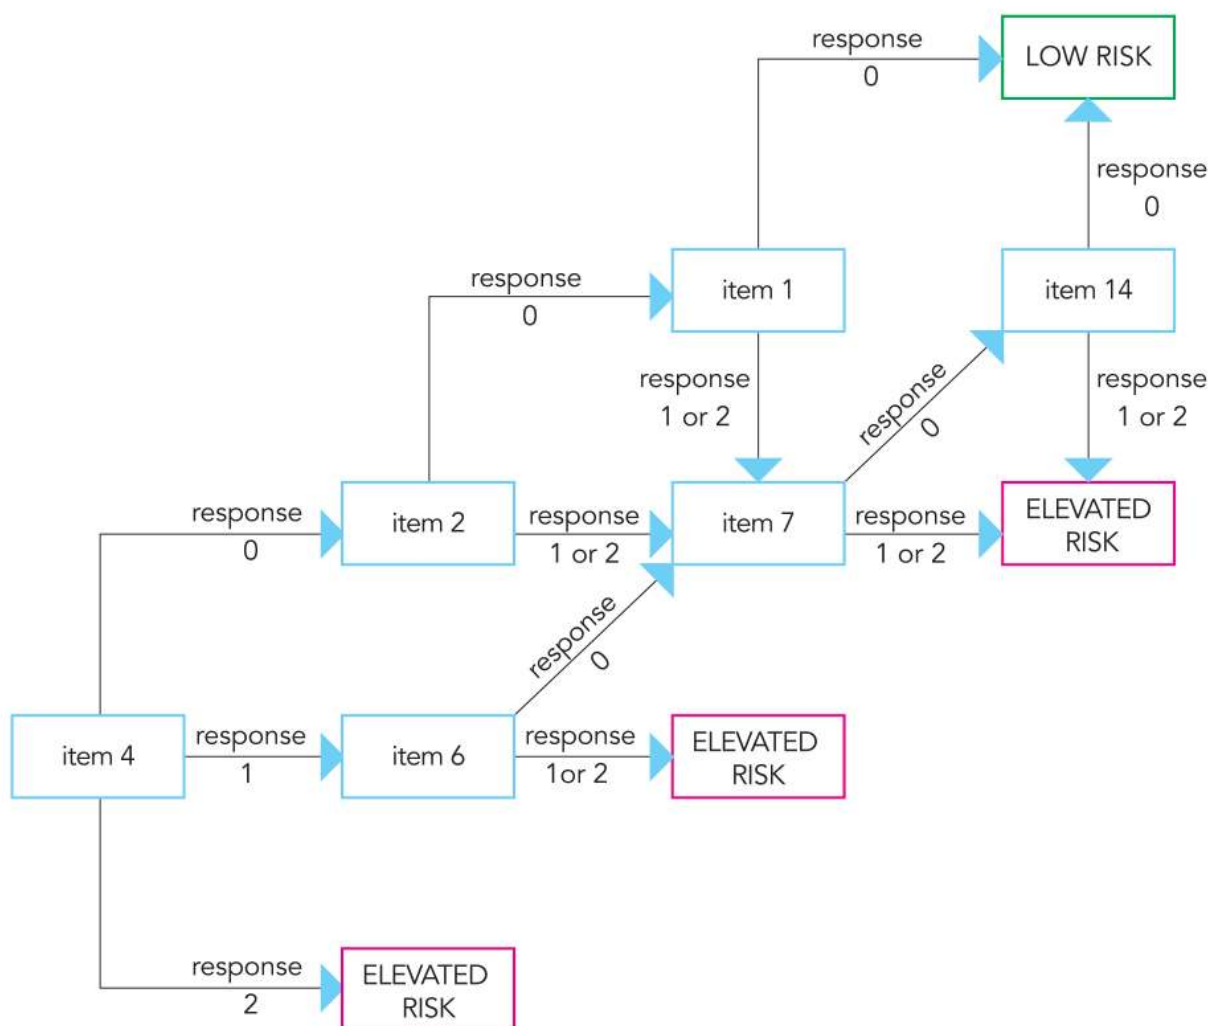 response
0
LOW RISK
response
0
response
0
item 1
item 14
response
1 or 2
response
0
response
1 or 2
response
0
item 2
response
1 or 2
item 7
response
1 or 2
ELEVATED
RISK
response
0
item 4
response
1
item 6
response
1or 2
ELEVATED
RISK
response
2
ELEVATED
RISK